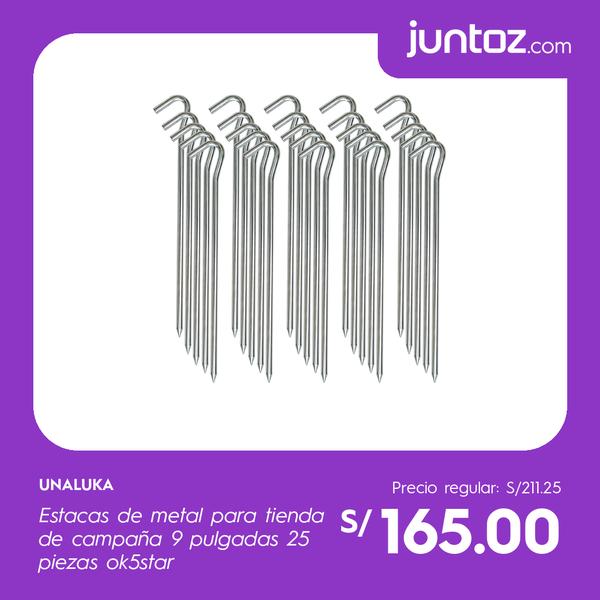 juntoz.com
UNALUKA
Estacas de metal para tienda
de campaña 9 pulgadas 25
piezas ok5star
Precio regular: S/211.25
S/165.00